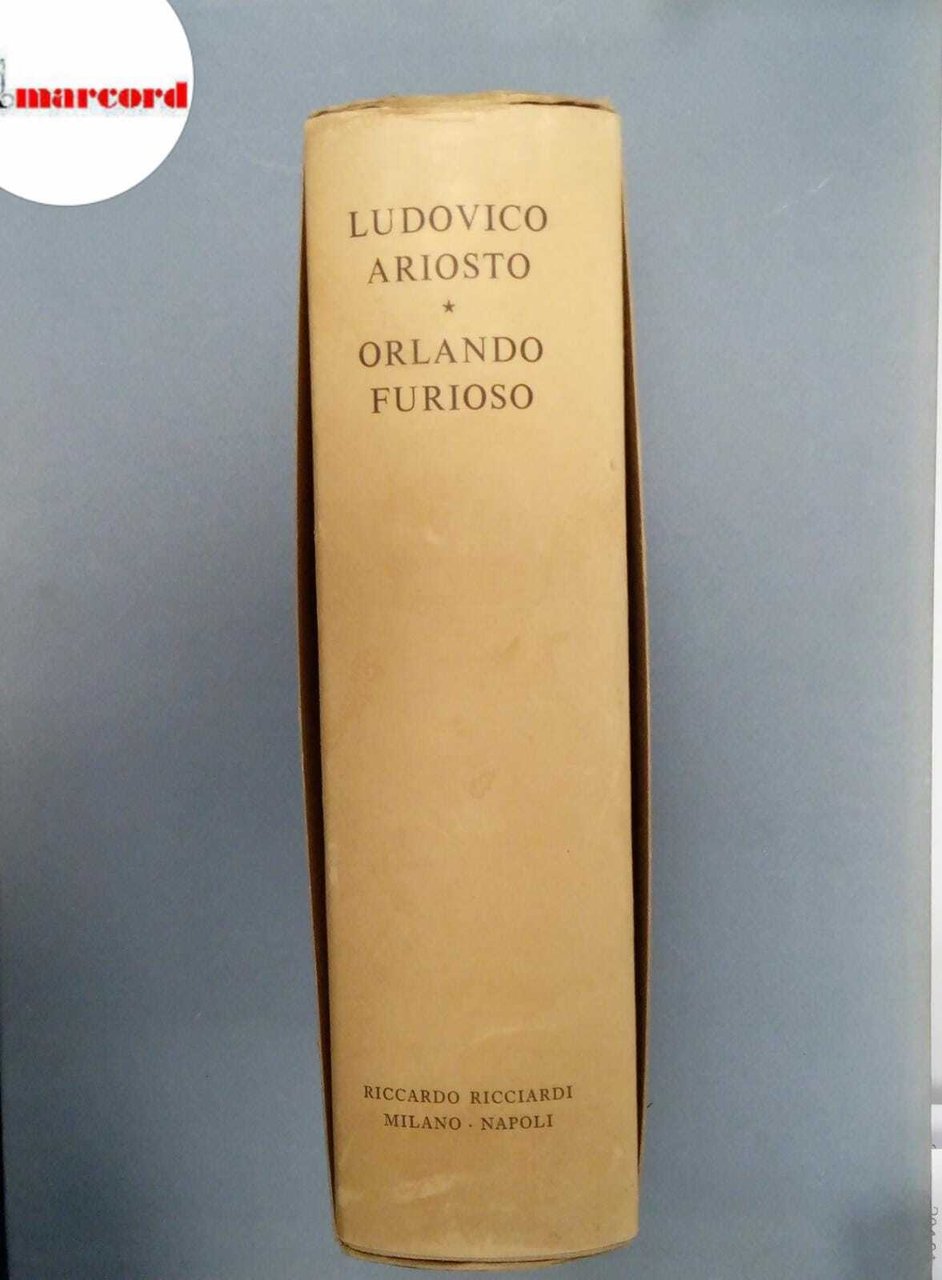 marcord
LUDOVICO
ARIOSTO
★
ORLANDO
FURIOSO
RICCARDO RICCIARDI
MILANO · NAPOLI